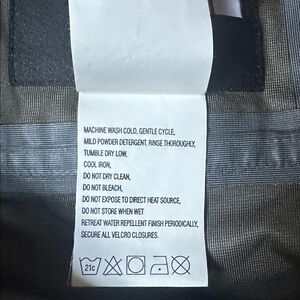 MACHINE WASH COLD, GENTLE CYCLE,
MILD POWDER DETERGENT, RINSE THOROUGHLY,
TUMBLE DRY LOW,
COOL IRON,
DO NOT DRY CLEAN,
DO NOT BLEACH,
DO NOT EXPOSE TO DIRECT HEAT SOURCE,
DO NOT STORE WHEN WET
RETREAT WATER REPELLENT FINISH PERIODICALLY,
SECURE ALL VELCRO CLOSURES.
21c